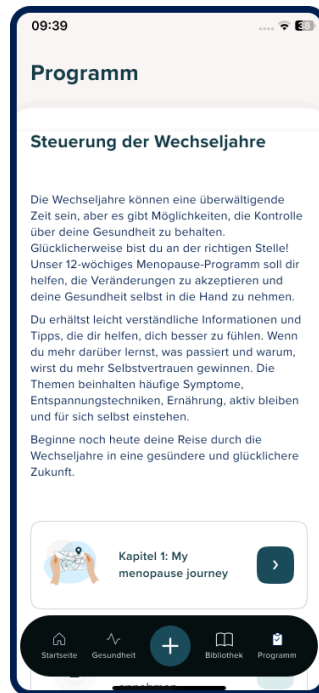 09:39
38
Programm
Steuerung der Wechseljahre
Die Wechseljahre können eine überwältigende
Zeit sein, aber es gibt Möglichkeiten, die Kontrolle
über deine Gesundheit zu behalten.
Glücklicherweise bist du an der richtigen Stelle!
Unser 12-wöchiges Menopause-Programm soll dir
helfen, die Veränderungen zu akzeptieren und
deine Gesundheit selbst in die Hand zu nehmen.
Du erhältst leicht verständliche Informationen und
Tipps, die dir helfen, dich besser zu fühlen. Wenn
du mehr darüber lernst, was passiert und warum,
wirst du mehr Selbstvertrauen gewinnen. Die
Themen beinhalten häufige Symptome,
Entspannungstechniken, Ernährung, aktiv bleiben
und für sich selbst einstehen.
Beginne noch heute deine Reise durch die
Wechseljahre in eine gesündere und glücklichere
Zukunft.
Kapitel 1: My
menopause journey
Startseite Gesundheit + Bibliothek Programm